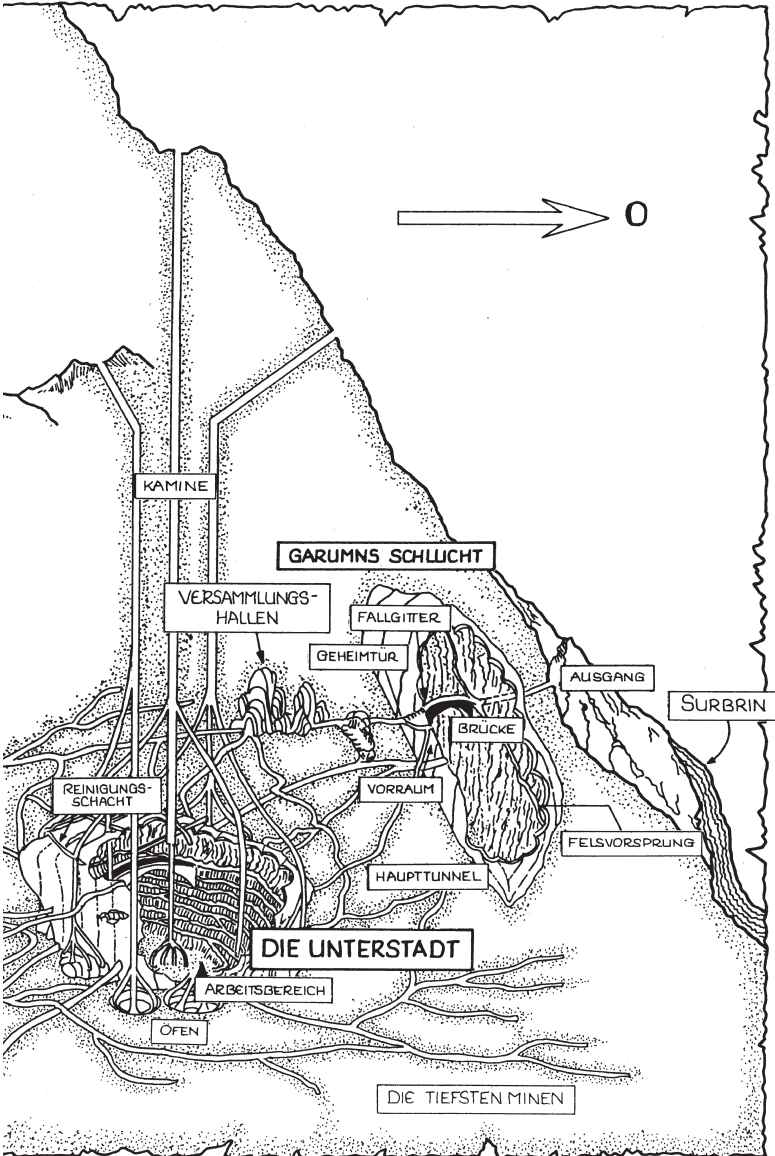 O
KAMINE
GARUMNS SCHLUCHT
VERSAMMLUNGS-
HALLEN
FALLGITTER
GEHEIMTÜR
AUSGANG
SURBRIN
BRÜCKE
REINIGUNGS-
SCHACHT
VORRAUM
FELSVORSPRUNG
HAUPTTUNNEL
DIE UNTERSTADT
ARBEITSBEREICH
ÖFEN
DIE TIEFSTEN MINEN